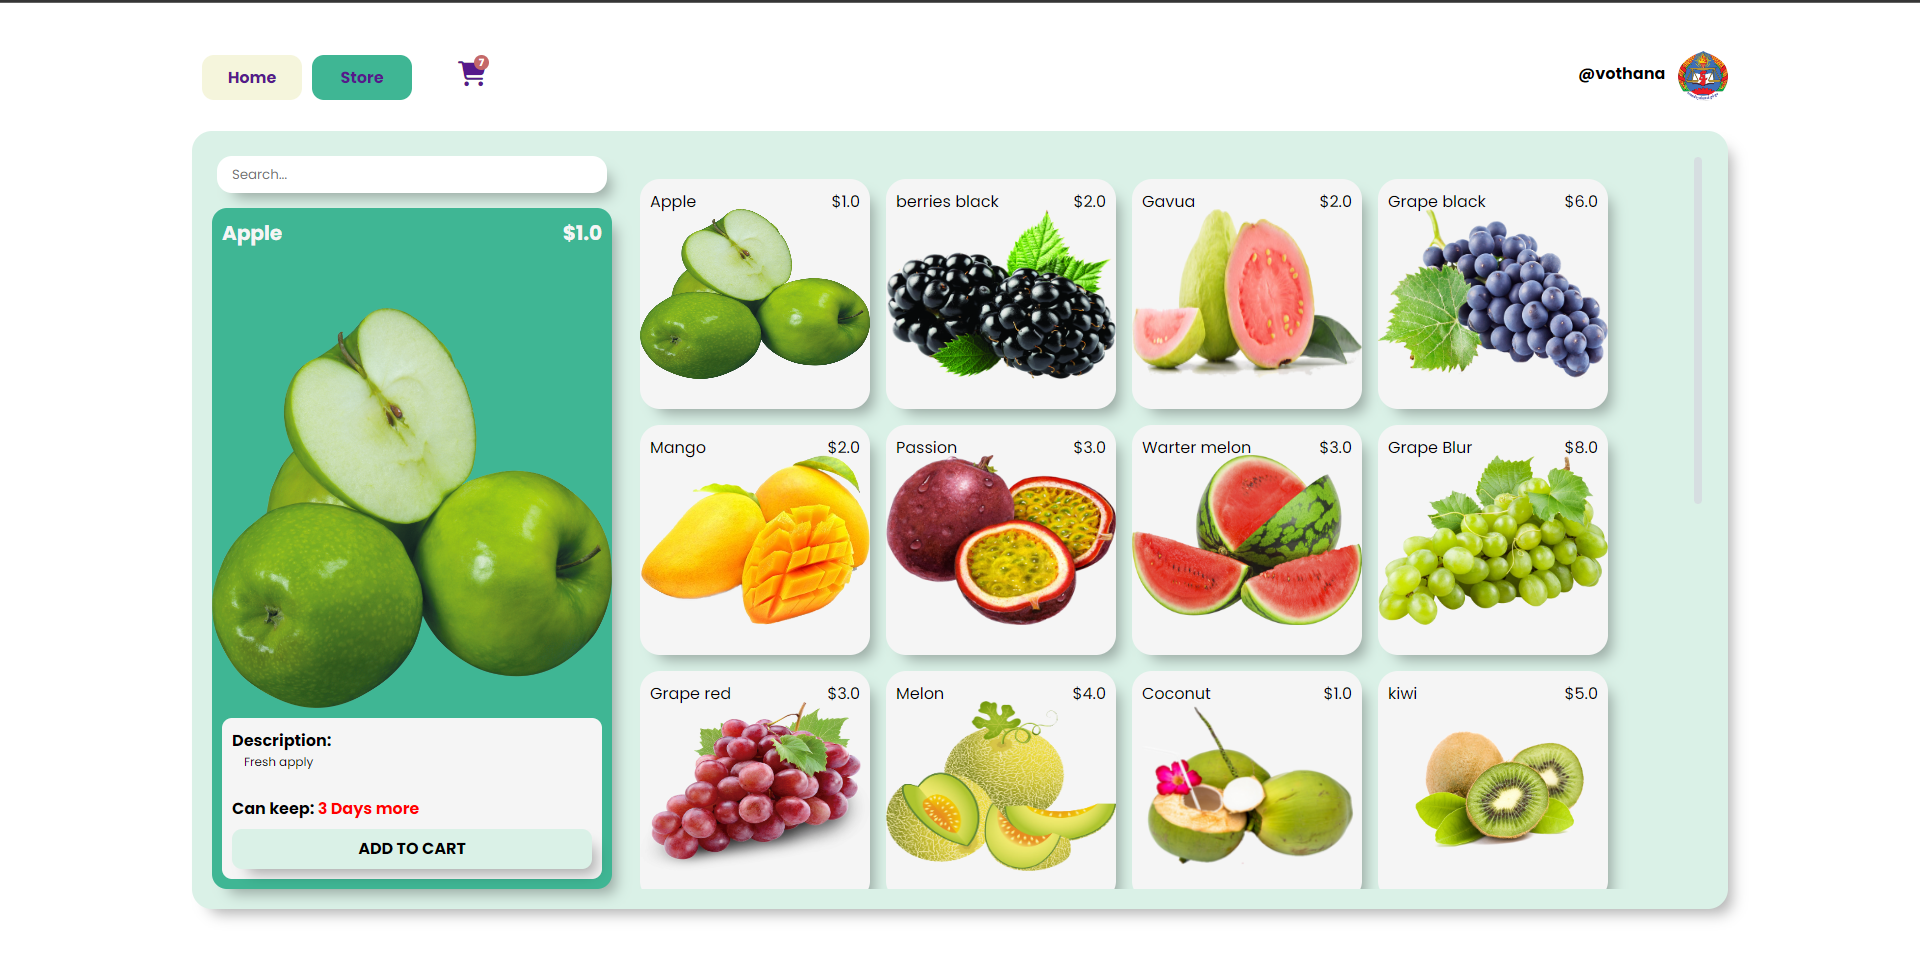 Home
Store
7
@vothana
Search...
Apple $1.0
Description:
Fresh apply
Can keep: 3 Days more
ADD TO CART
Apple $1.0
berries black $2.0
Gavua $2.0
Grape black $6.0
Mango $2.0
Passion $3.0
Warter melon $3.0
Grape Blur $8.0
Grape red $3.0
Melon $4.0
Coconut $1.0
kiwi $5.0